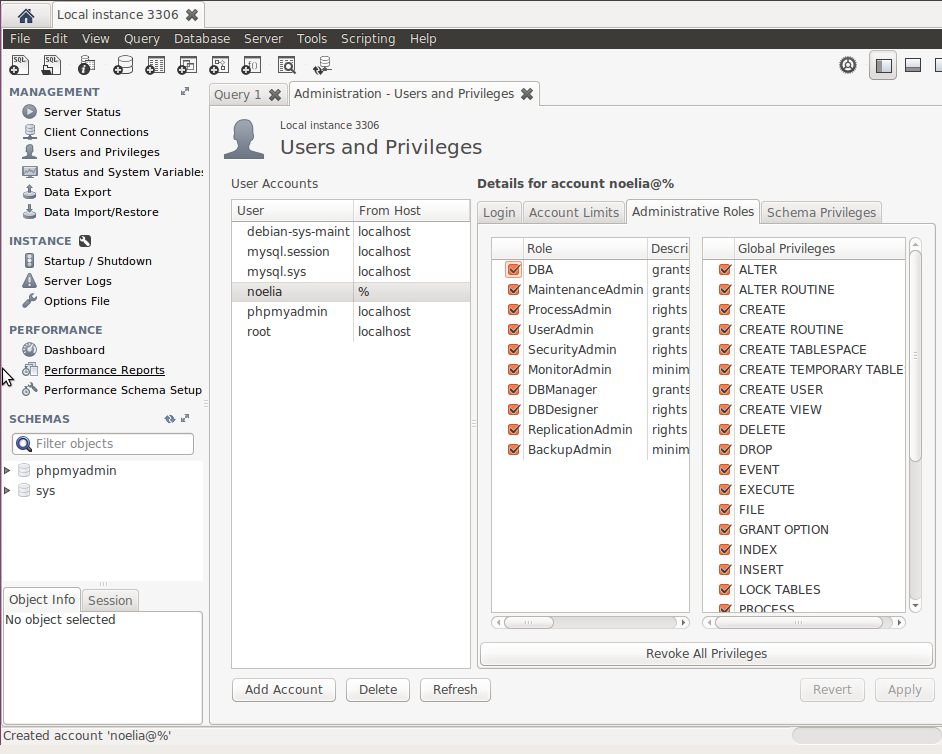 Local instance 3306
File Edit View Query Database Server Tools Scripting Help
MANAGEMENT
Server Status
Client Connections
Users and Privileges
Status and System Variables
Data Export
Data Import/Restore
INSTANCE
Startup / Shutdown
Server Logs
Options File
PERFORMANCE
Dashboard
Performance Reports
Performance Schema Setup
SCHEMAS
Filter objects
phpmyadmin
sys
Object Info Session
No object selected
Query 1 Administration - Users and Privileges
Local instance 3306
Users and Privileges
User Accounts
User From Host
debian-sys-maint localhost
mysql.session localhost
mysql.sys localhost
noelia %
phpmyadmin localhost
root localhost
Details for account noelia@%
Login Account Limits Administrative Roles Schema Privileges
Role Descri
DBA grants
MaintenanceAdmin grants
ProcessAdmin rights
UserAdmin grants
SecurityAdmin rights
MonitorAdmin minim
DBManager grants
DBDesigner rights
ReplicationAdmin rights
BackupAdmin minim
Global Privileges
ALTER
ALTER ROUTINE
CREATE
CREATE ROUTINE
CREATE TABLESPACE
CREATE TEMPORARY TABLE
CREATE USER
CREATE VIEW
DELETE
DROP
EVENT
EXECUTE
FILE
GRANT OPTION
INDEX
INSERT
LOCK TABLES
PROCESS
Revoke All Privileges
Add Account Delete Refresh Revert Apply
Created account 'noelia@%'